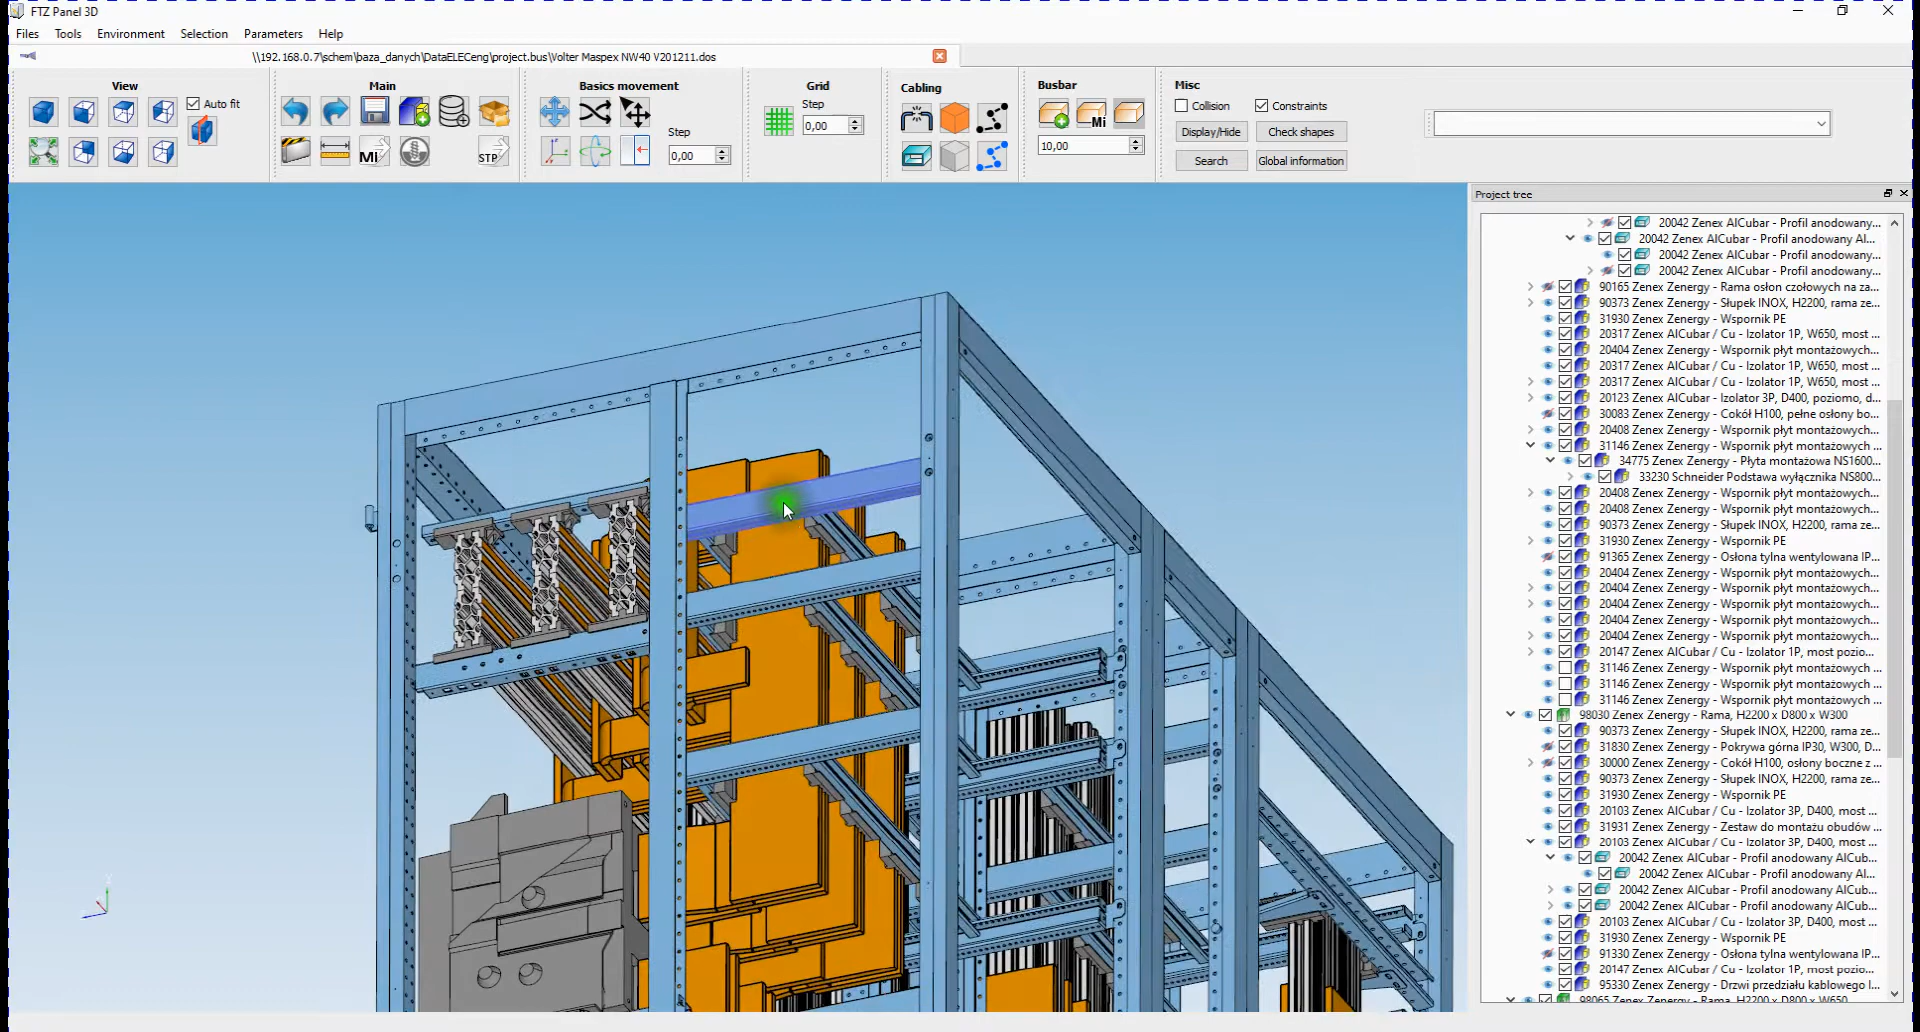 FTZ Panel 3D
Files Tools Environment Selection Parameters Help
\\192.168.0.7\schem\baza_danych\DataELECeng\project.bus\Volter Maspex NW40 V201211.dos
View
Auto fit
Main
Mi
STP
Basics movement
Step
0,00
Grid
Step
0,00
Cabling
Busbar
Mi
10,00
Misc
Collision
Constraints
Display/Hide
Check shapes
Search
Global information
Project tree
20042 Zenex AlCubar - Profil anodowany...
20042 Zenex AlCubar - Profil anodowany Al...
20042 Zenex AlCubar - Profil anodowany...
20042 Zenex AlCubar - Profil anodowany...
90165 Zenex Zenergy - Rama osłon czołowych na za...
90373 Zenex Zenergy - Słupek INOX, H2200, rama ze...
31930 Zenex Zenergy - Wspornik PE
20317 Zenex AlCubar / Cu - Izolator 1P, W650, most ...
20404 Zenex Zenergy - Wspornik płyt montażowych...
20317 Zenex AlCubar / Cu - Izolator 1P, W650, most ...
20317 Zenex AlCubar / Cu - Izolator 1P, W650, most ...
20123 Zenex AlCubar - Izolator 3P, D400, poziomo, d...
30083 Zenex Zenergy - Cokół H100, pełne osłony bo...
20408 Zenex Zenergy - Wspornik płyt montażowych...
31146 Zenex Zenergy - Wspornik płyt montażowych ...
34775 Zenex Zenergy - Płyta montażowa NS1600...
33230 Schneider Podstawa wyłącznika NS800...
20408 Zenex Zenergy - Wspornik płyt montażowych...
20408 Zenex Zenergy - Wspornik płyt montażowych...
90373 Zenex Zenergy - Słupek INOX, H2200, rama ze...
31930 Zenex Zenergy - Wspornik PE
91365 Zenex Zenergy - Osłona tylna wentylowana IP...
20404 Zenex Zenergy - Wspornik płyt montażowych...
20404 Zenex Zenergy - Wspornik płyt montażowych...
20404 Zenex Zenergy - Wspornik płyt montażowych...
20404 Zenex Zenergy - Wspornik płyt montażowych...
20404 Zenex Zenergy - Wspornik płyt montażowych...
20147 Zenex AlCubar / Cu - Izolator 1P, most pozio...
31146 Zenex Zenergy - Wspornik płyt montażowych ...
31146 Zenex Zenergy - Wspornik płyt montażowych ...
31146 Zenex Zenergy - Wspornik płyt montażowych ...
98030 Zenex Zenergy - Rama, H2200 x D800 x W300
90373 Zenex Zenergy - Słupek INOX, H2200, rama ze...
31830 Zenex Zenergy - Pokrywa górna IP30, W300, D...
30000 Zenex Zenergy - Cokół H100, osłony boczne z ...
90373 Zenex Zenergy - Słupek INOX, H2200, rama ze...
31930 Zenex Zenergy - Wspornik PE
20103 Zenex AlCubar / Cu - Izolator 3P, D400, most ...
31931 Zenex Zenergy - Zestaw do montażu obudów ...
20103 Zenex AlCubar / Cu - Izolator 3P, D400, most ...
20042 Zenex AlCubar - Profil anodowany AlCub...
20042 Zenex AlCubar - Profil anodowany Al...
20042 Zenex AlCubar - Profil anodowany AlCub...
20042 Zenex AlCubar - Profil anodowany AlCub...
20103 Zenex AlCubar / Cu - Izolator 3P, D400, most ...
31930 Zenex Zenergy - Wspornik PE
91330 Zenex Zenergy - Osłona tylna wentylowana IP...
20147 Zenex AlCubar / Cu - Izolator 1P, most pozio...
95330 Zenex Zenergy - Drzwi przedziału kablowego I...
98065 Zenex Zenergy - Rama, H2200 x D800 x W650